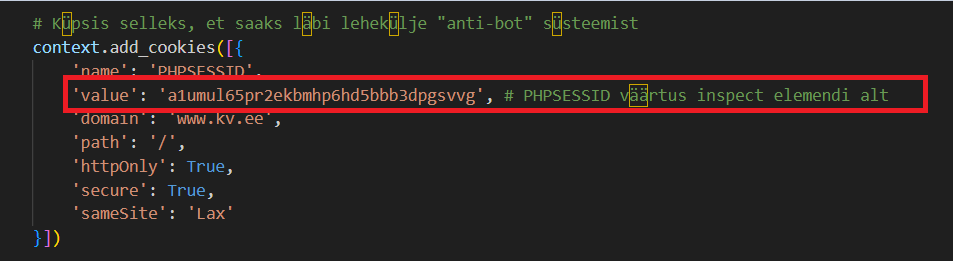 # Küpsis selleks, et saaks läbi lehekülje "anti-bot" süsteemist
context.add_cookies([{
'name': 'PHPSESSID',
'value': 'a1umul65pr2ekbmhp6hd5bbb3dpgsvvg', # PHPSESSID väärtus inspect elemendi alt
'domain': 'www.kv.ee',
'path': '/',
'httpOnly': True,
'secure': True,
'sameSite': 'Lax'
}])